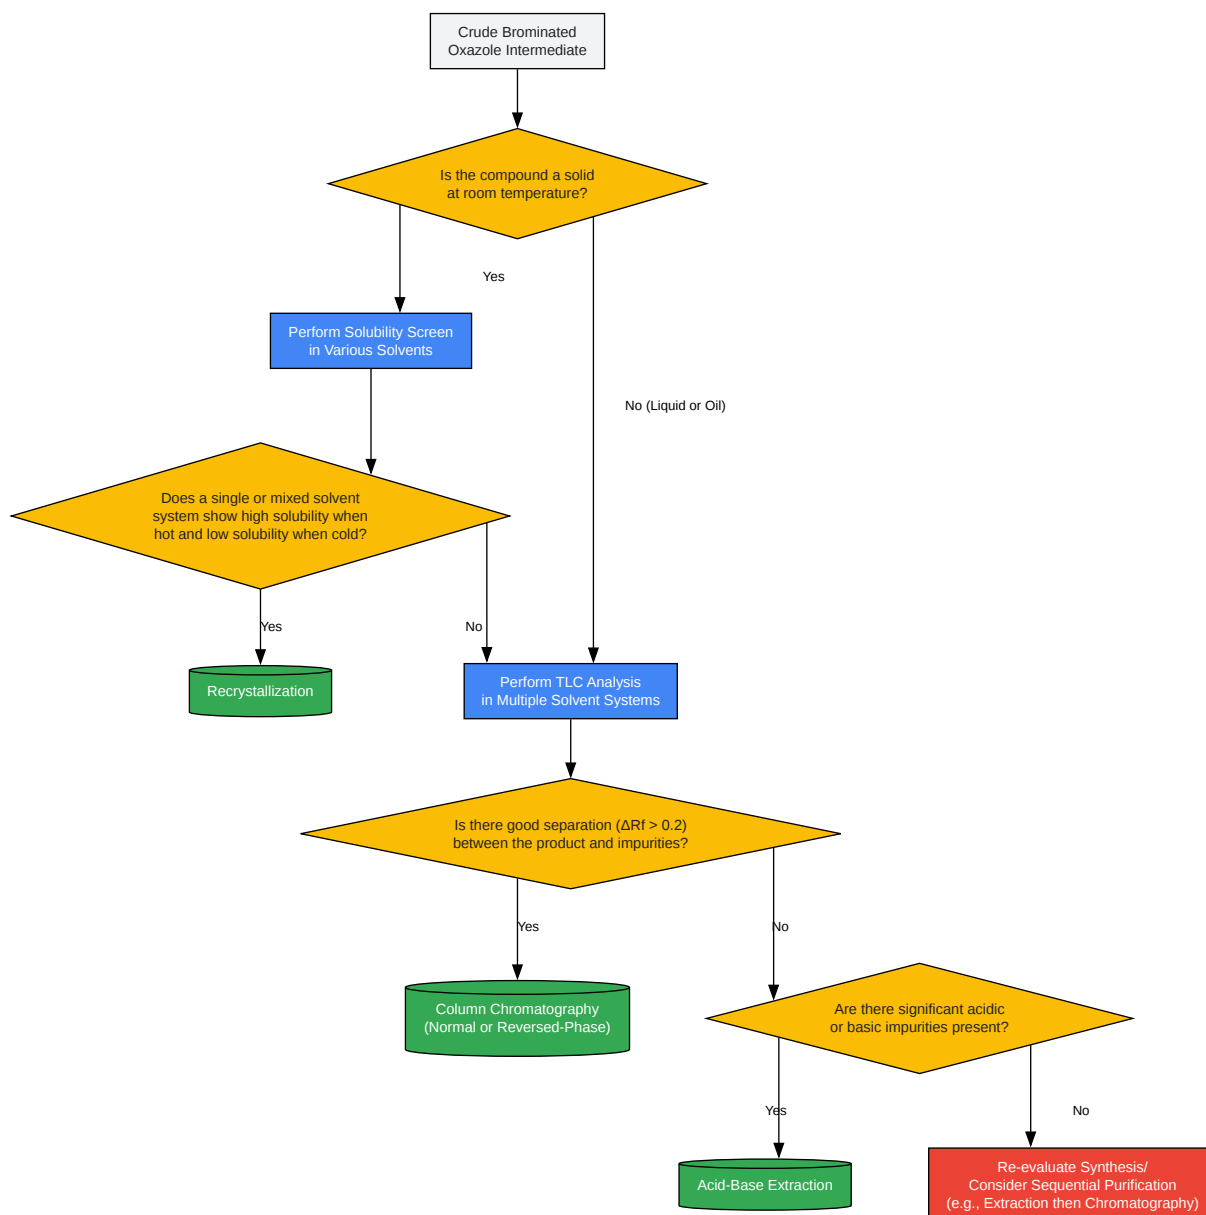 Crude Brominated
Oxazole Intermediate
Is the compound a solid
at room temperature?
Yes
Perform Solubility Screen
in Various Solvents
No (Liquid or Oil)
Does a single or mixed solvent
system show high solubility when
hot and low solubility when cold?
Yes
No
Recrystallization
Perform TLC Analysis
in Multiple Solvent Systems
Is there good separation (ΔRf > 0.2)
between the product and impurities?
Yes
No
Column Chromatography
(Normal or Reversed-Phase)
Are there significant acidic
or basic impurities present?
Yes
No
Acid-Base Extraction
Re-evaluate Synthesis/
Consider Sequential Purification
(e.g., Extraction then Chromatography)